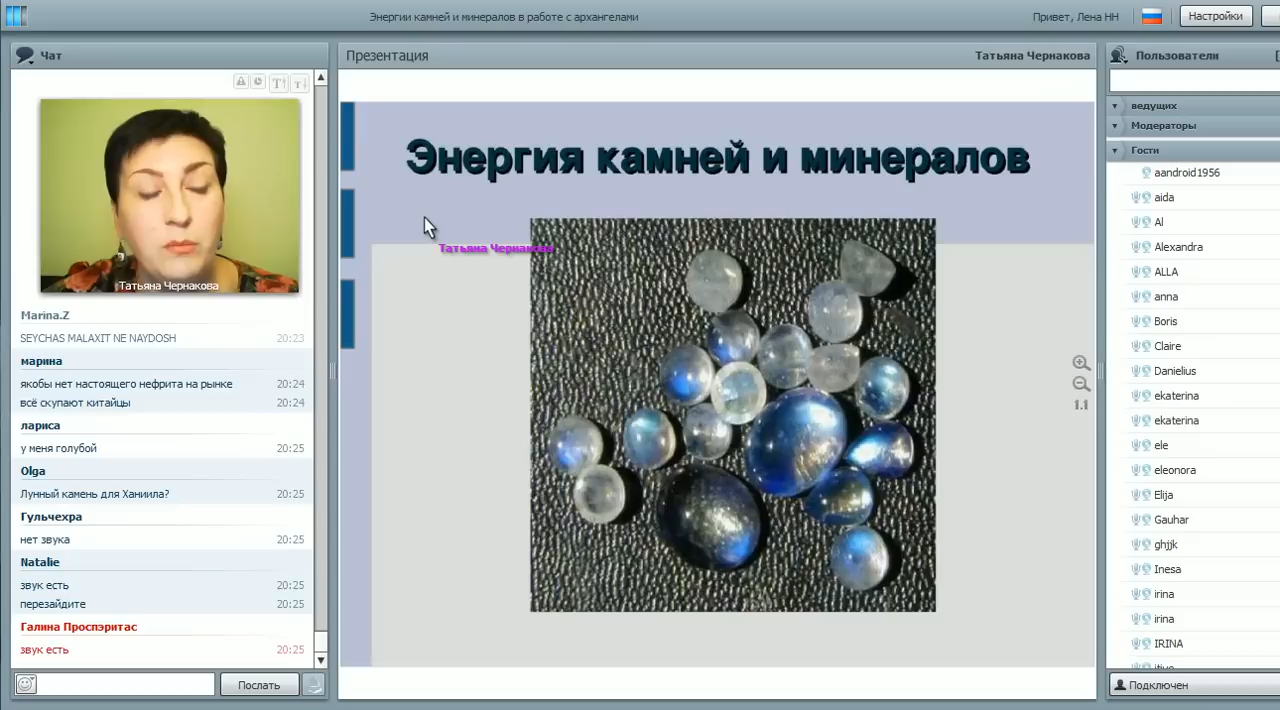 Энергии камней и минералов в работе с архангелами
Привет, Лена НН
Настройки
Чат
Татьяна Чернакова
Marina.Z
SEYCHAS MALAXIT NE NAYDOSH 20:23
марина
якобы нет настоящего нефрита на рынке 20:24
всё скупают китайцы 20:24
лариса
у меня голубой 20:25
Olga
Лунный камень для Ханиила? 20:25
Гульчехра
нет звука 20:25
Natalie
звук есть 20:25
перезайдите 20:25
Галина Проспэритас
звук есть 20:25
Послать
Презентация
Татьяна Чернакова
Энергия камней и минералов
Татьяна Чернакова
1.1
Пользователи
ведущих
Модераторы
Гости
aandroid1956
aida
Al
Alexandra
ALLA
anna
Boris
Claire
Danielius
ekaterina
ekaterina
ele
eleonora
Elija
Gauhar
ghjjk
Inesa
irina
irina
IRINA
Подключен